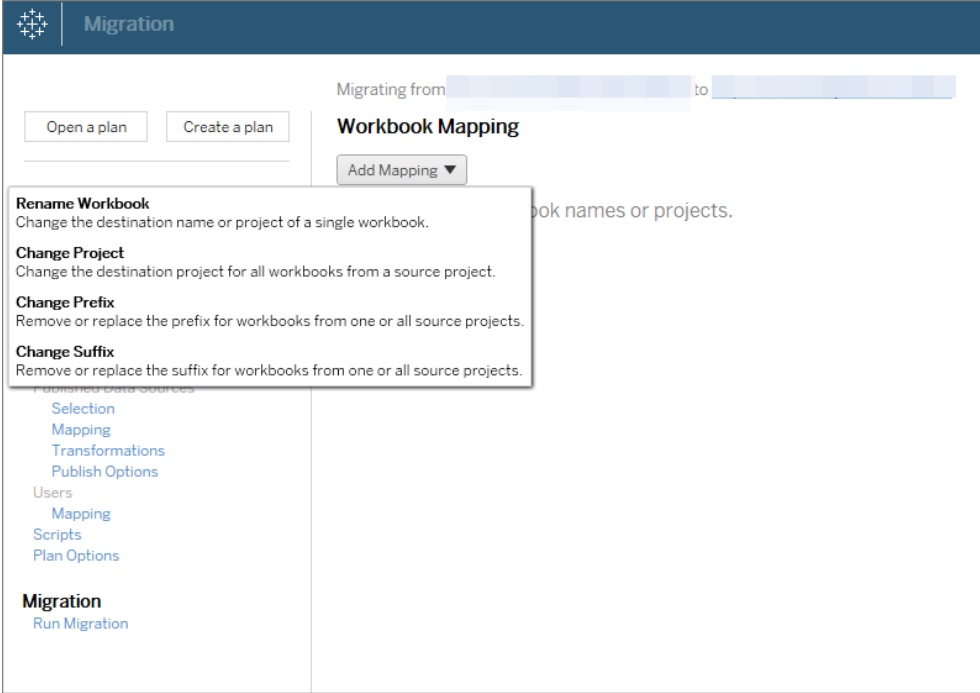 Migration
Migrating from to
Open a plan
Create a plan
Workbook Mapping
Add Mapping ▼
Rename Workbook
Change the destination name or project of a single workbook.
names or projects.
Change Project
Change the destination project for all workbooks from a source project.
Change Prefix
Remove or replace the prefix for workbooks from one or all source projects.
Change Suffix
Remove or replace the suffix for workbooks from one or all source projects.
Published Data Sources
Selection
Mapping
Transformations
Publish Options
Users
Mapping
Scripts
Plan Options
Migration
Run Migration